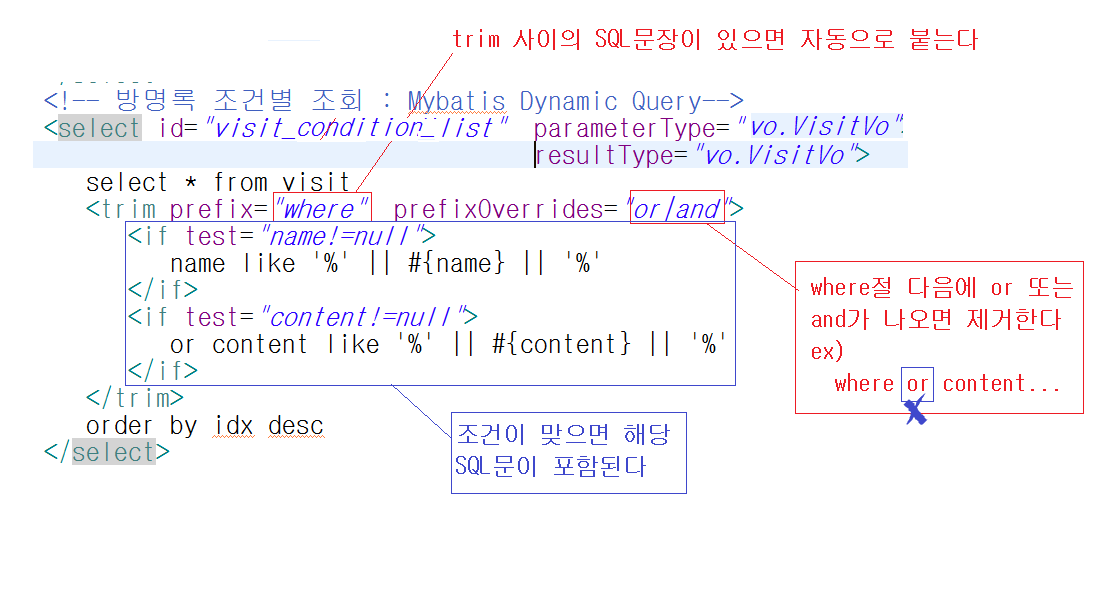 trim 사이의 SQL문장이 있으면 자동으로 붙는다
<!-- 방명록 조건별 조회 : Mybatis Dynamic Query-->
<select id="visit_condition_list" parameterType="vo.VisitVo"
resultType="vo.VisitVo">
select * from visit
<trim prefix="where" prefixOverrides="or|and">
<if test="name!=null">
name like '%' || #{name} || '%'
</if>
<if test="content!=null">
or content like '%' || #{content} || '%'
</if>
</trim>
order by idx desc
</select>
where절 다음에 or 또는
and가 나오면 제거한다
ex)
where or content...
조건이 맞으면 해당
SQL문이 포함된다